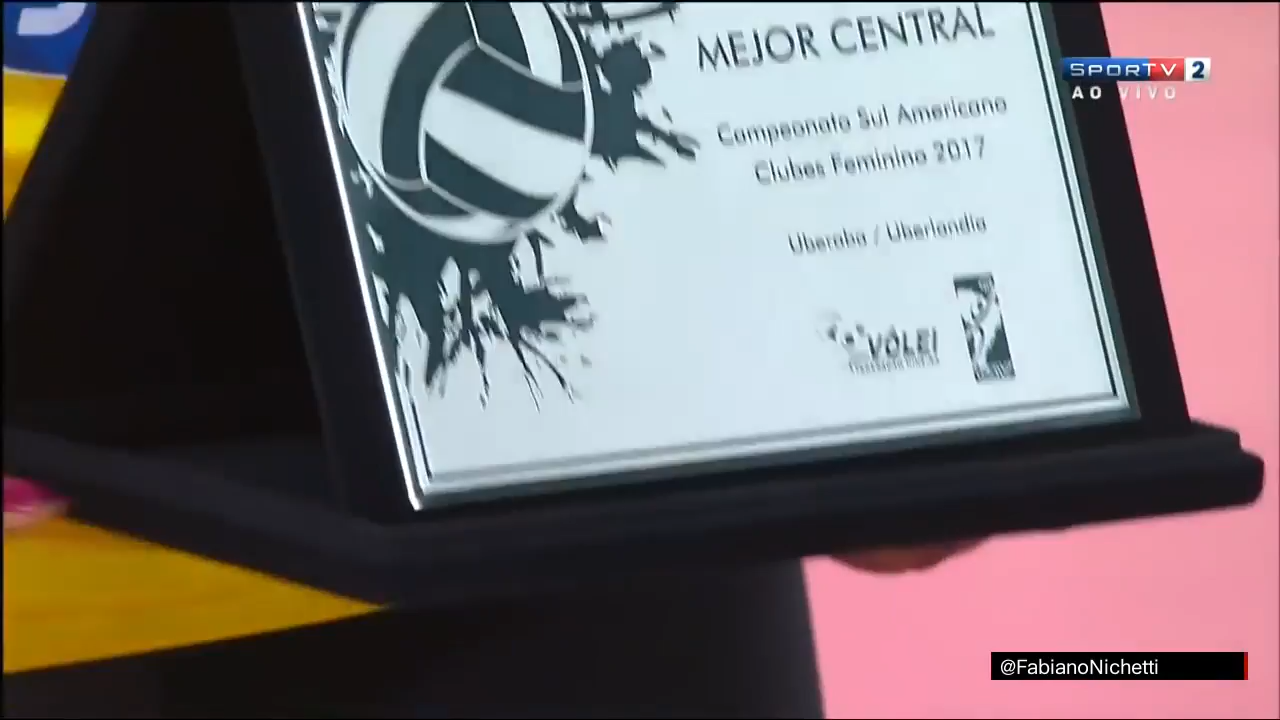 MEJOR CENTRAL
SPORTV 2
AO VIVO
Campeonato Sul Americano
Clubes Feminino 2017
Uberaba / Uberlandia
VÔLEI
@FabianoNichetti